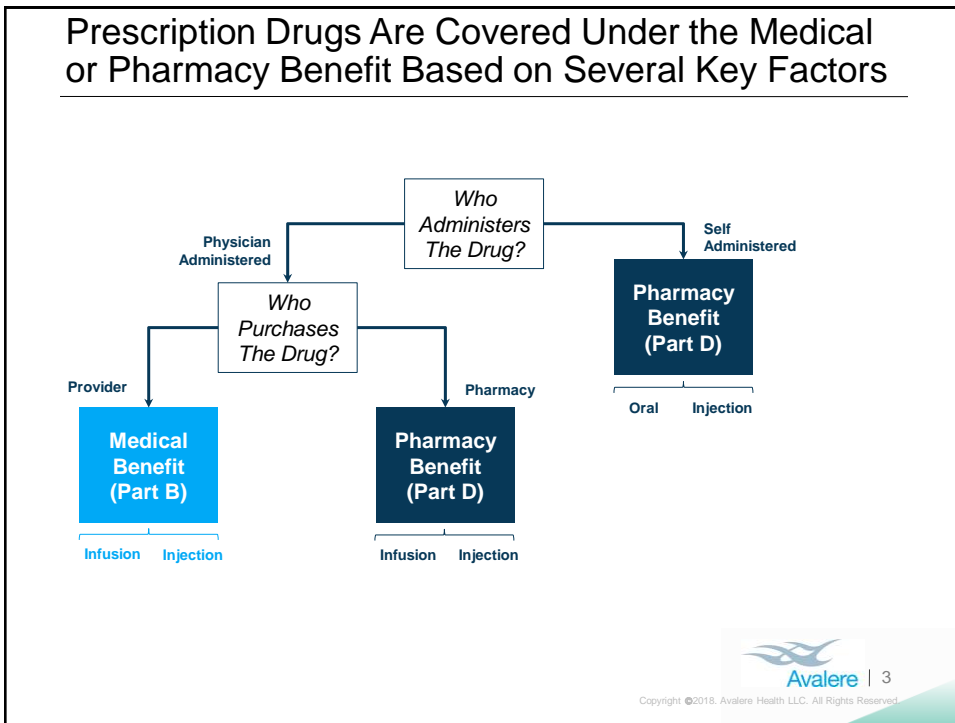 Prescription Drugs Are Covered Under the Medical
or Pharmacy Benefit Based on Several Key Factors
Who
Administers
The Drug?
Physician
Administered
Self
Administered
Who
Purchases
The Drug?
Pharmacy
Benefit
(Part D)
Oral Injection
Provider
Pharmacy
Medical
Benefit
(Part B)
Pharmacy
Benefit
(Part D)
Infusion Injection
Infusion Injection
Avalere | 3
Copyright ©2018. Avalere Health LLC. All Rights Reserved.